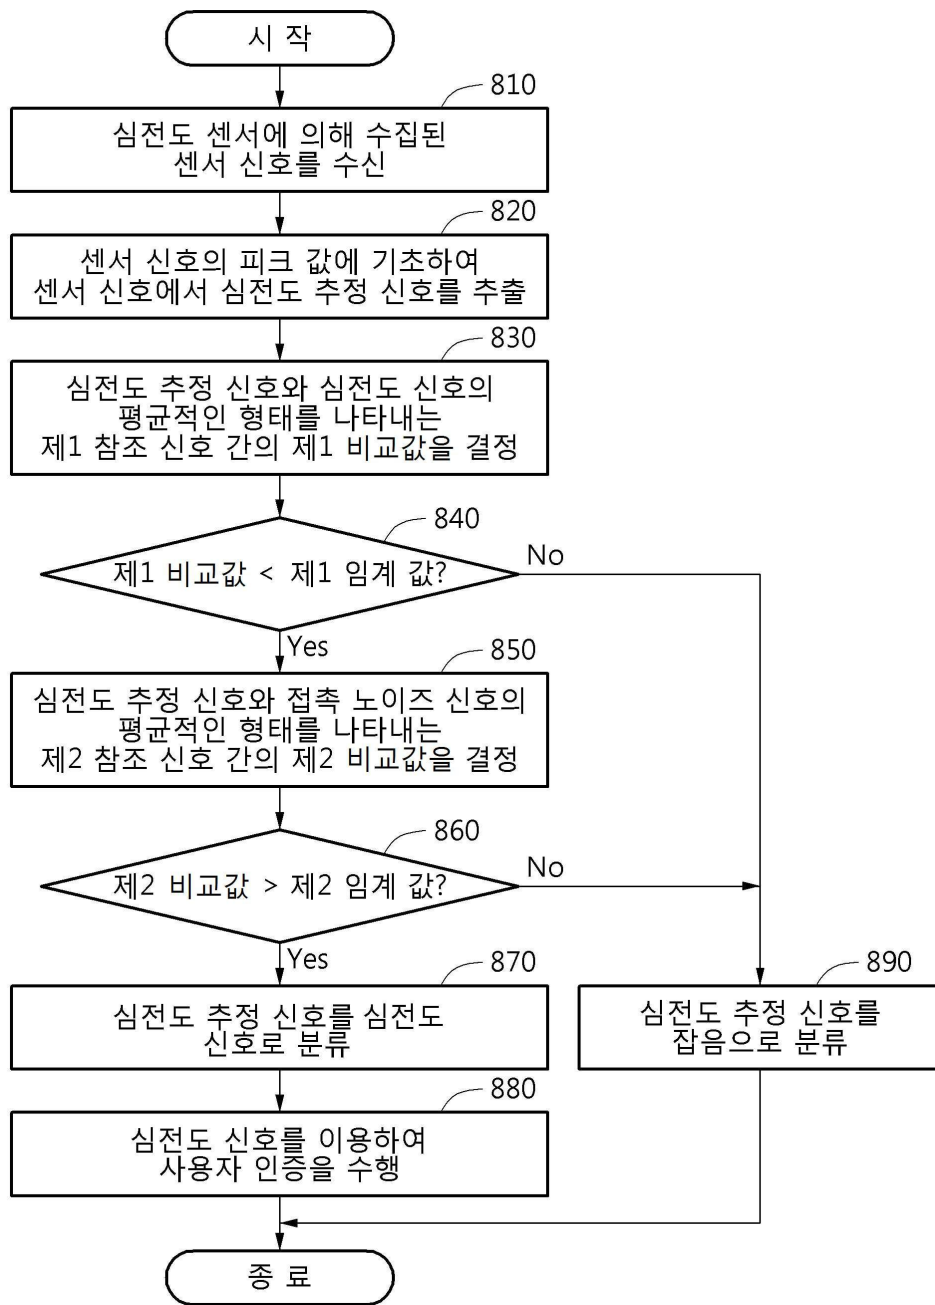 시 작
810
심전도 센서에 의해 수집된
센서 신호를 수신
820
센서 신호의 피크 값에 기초하여
센서 신호에서 심전도 추정 신호를 추출
830
심전도 추정 신호와 심전도 신호의
평균적인 형태를 나타내는
제1 참조 신호 간의 제1 비교값을 결정
840
제1 비교값 < 제1 임계 값?
No
Yes
850
심전도 추정 신호와 접촉 노이즈 신호의
평균적인 형태를 나타내는
제2 참조 신호 간의 제2 비교값을 결정
860
제2 비교값 > 제2 임계 값?
No
Yes
870
심전도 추정 신호를 심전도
신호로 분류
890
심전도 추정 신호를
잡음으로 분류
880
심전도 신호를 이용하여
사용자 인증을 수행
종 료